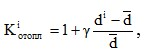 K^i_отопл = 1 + γ (d^i − d̅) / d̅ ,